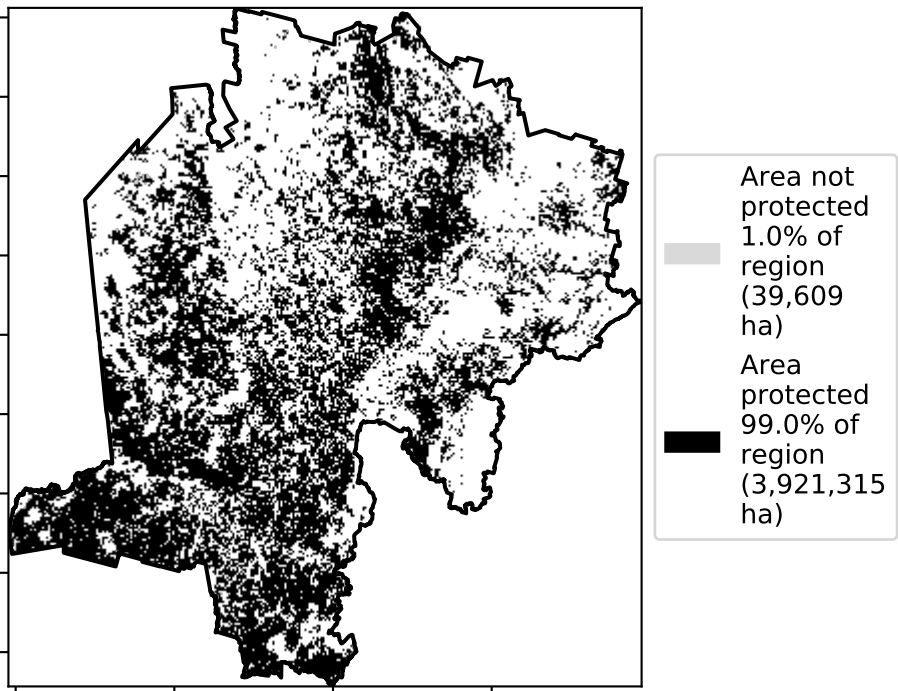 Area not
protected
1.0% of
region
(39,609
ha)
Area
protected
99.0% of
region
(3,921,315
ha)